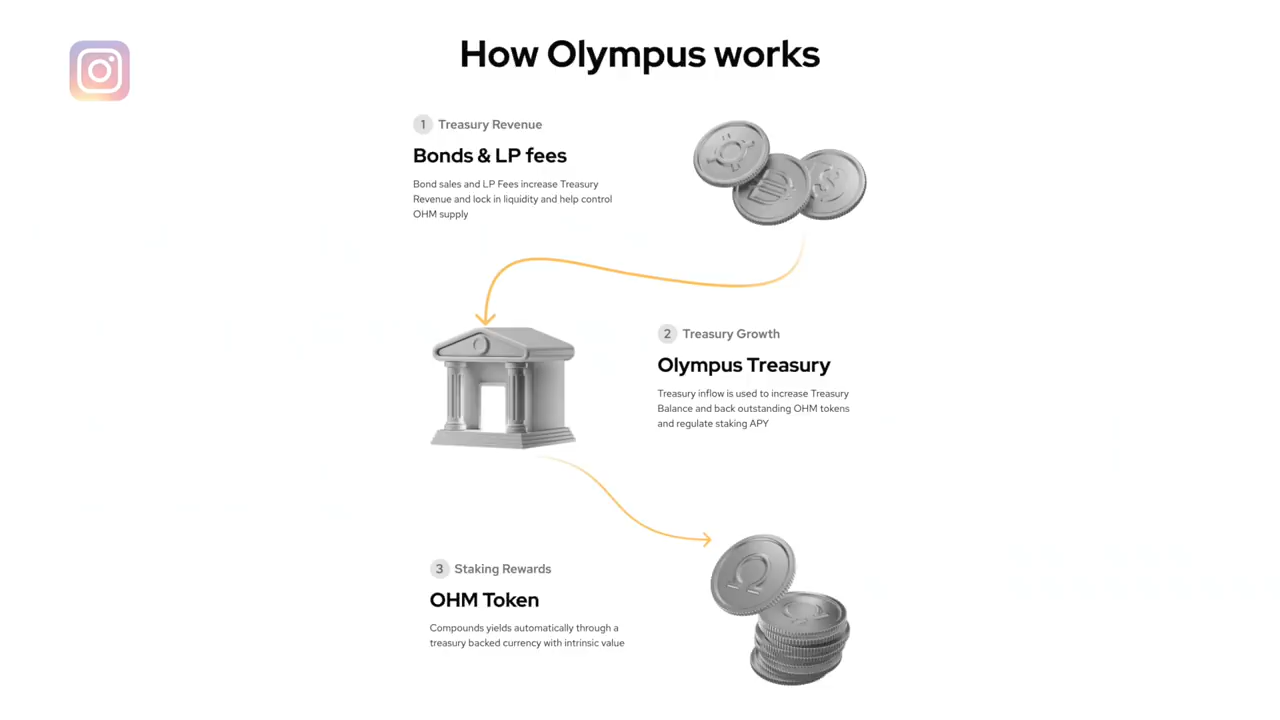 How Olympus works
1 Treasury Revenue
Bonds & LP fees
Bond sales and LP Fees increase Treasury
Revenue and lock in liquidity and help control
OHM supply
2 Treasury Growth
Olympus Treasury
Treasury inflow is used to increase Treasury
Balance and back outstanding OHM tokens
and regulate staking APY
3 Staking Rewards
OHM Token
Compounds yields automatically through a
treasury backed currency with intrinsic value